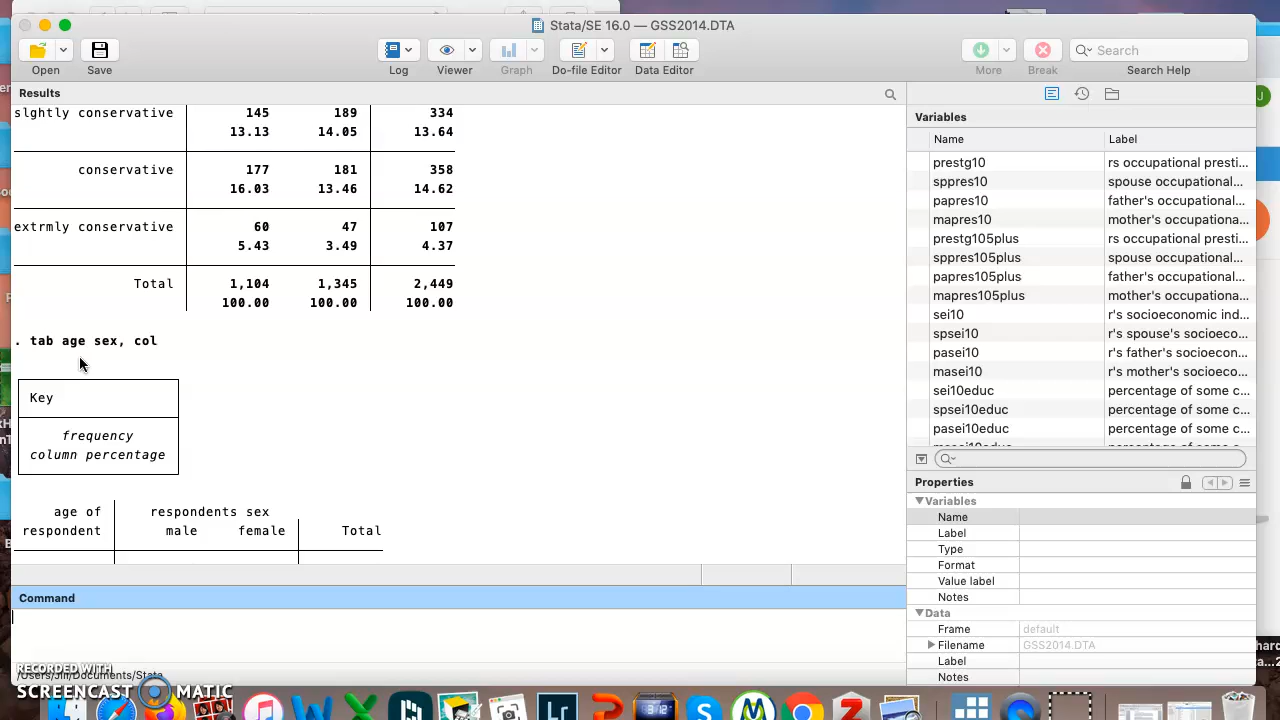 Stata/SE 16.0 — GSS2014.DTA
Open Save Log Viewer Graph Do-file Editor Data Editor More Break Search
Search Help
Results
slghtly conservative 145 189 334
13.13 14.05 13.64
conservative 177 181 358
16.03 13.46 14.62
extrmly conservative 60 47 107
5.43 3.49 4.37
Total 1,104 1,345 2,449
100.00 100.00 100.00
. tab age sex, col
Key
frequency
column percentage
age of respondents sex
respondent male female Total
Command
/Users/Jill/Documents/Stata
RECORDED WITH
SCREENCAST MATIC
Variables
Name Label
prestg10 rs occupational presti...
sppres10 spouse occupational...
papres10 father's occupational...
mapres10 mother's occupationa...
prestg105plus rs occupational presti...
sppres105plus spouse occupational...
papres105plus father's occupational...
mapres105plus mother's occupationa...
sei10 r's socioeconomic ind...
spsei10 r's spouse's socioeco...
pasei10 r's father's socioecon...
masei10 r's mother's socioeco...
sei10educ percentage of some c...
spsei10educ percentage of some c...
pasei10educ percentage of some c...
Properties
Variables
Name
Label
Type
Format
Value label
Notes
Data
Frame default
Filename GSS2014.DTA
Label
Notes